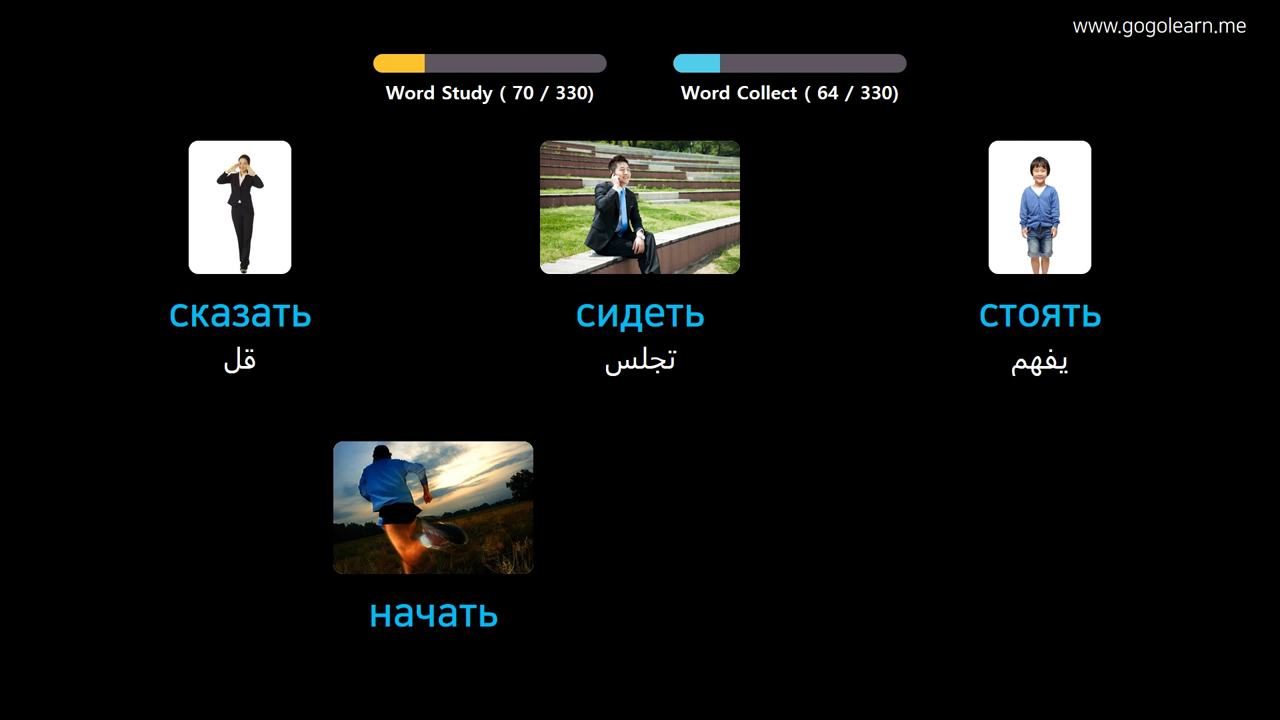 www.gogolearn.me
Word Study ( 70 / 330)
Word Collect ( 64 / 330)
сказать
قل
сидеть
تجلس
стоять
يفهم
начать